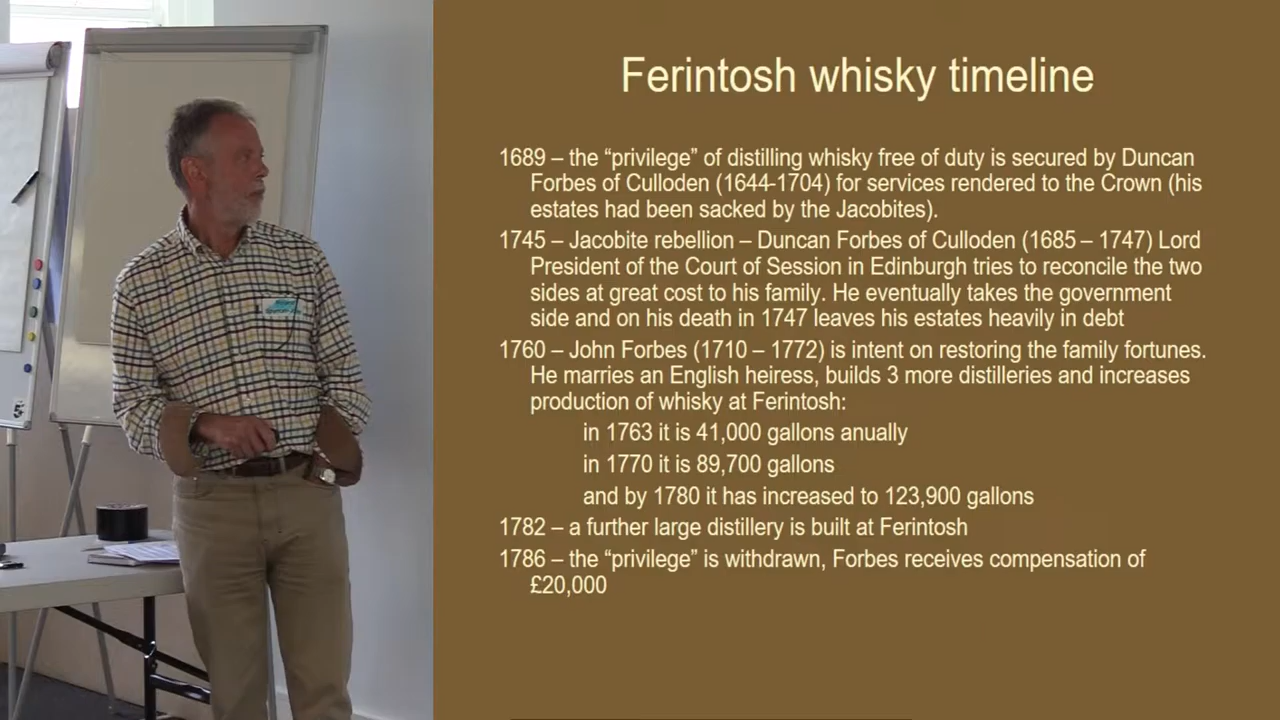 Ferintosh whisky timeline
1689 – the “privilege” of distilling whisky free of duty is secured by Duncan
Forbes of Culloden (1644-1704) for services rendered to the Crown (his
estates had been sacked by the Jacobites).
1745 – Jacobite rebellion – Duncan Forbes of Culloden (1685 – 1747) Lord
President of the Court of Session in Edinburgh tries to reconcile the two
sides at great cost to his family. He eventually takes the government
side and on his death in 1747 leaves his estates heavily in debt
1760 – John Forbes (1710 – 1772) is intent on restoring the family fortunes.
He marries an English heiress, builds 3 more distilleries and increases
production of whisky at Ferintosh:
in 1763 it is 41,000 gallons anually
in 1770 it is 89,700 gallons
and by 1780 it has increased to 123,900 gallons
1782 – a further large distillery is built at Ferintosh
1786 – the “privilege” is withdrawn, Forbes receives compensation of
£20,000
5